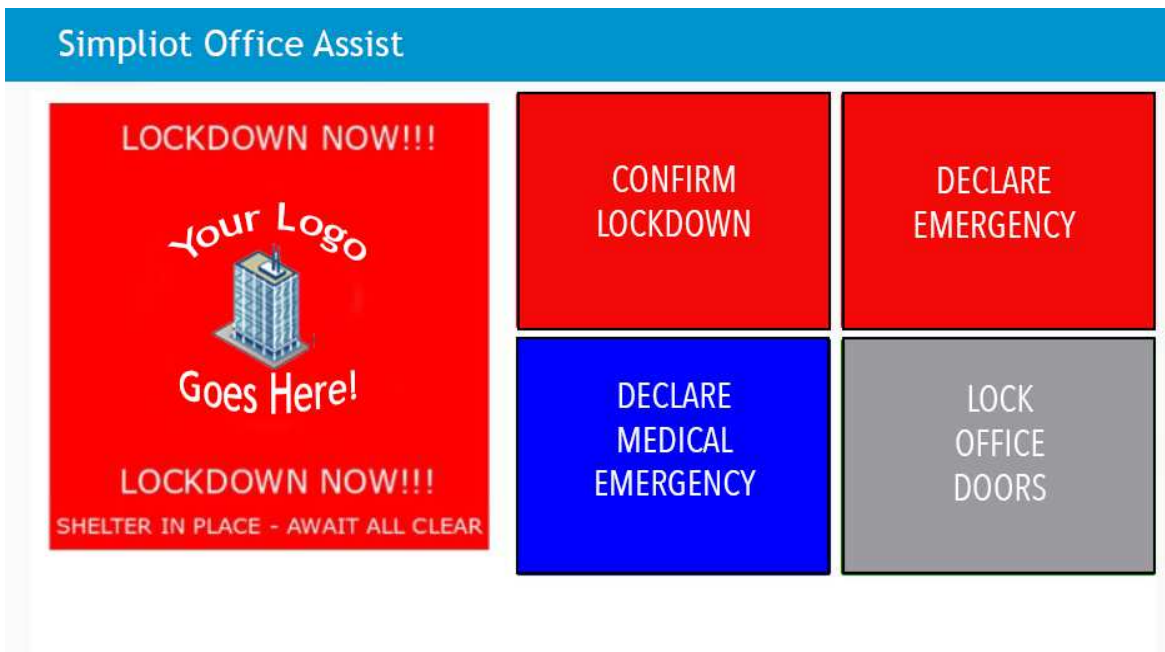 Simpliot Office Assist
LOCKDOWN NOW!!!
Your Logo
Goes Here!
LOCKDOWN NOW!!!
SHELTER IN PLACE - AWAIT ALL CLEAR
CONFIRM
LOCKDOWN
DECLARE
EMERGENCY
DECLARE
MEDICAL
EMERGENCY
LOCK
OFFICE
DOORS